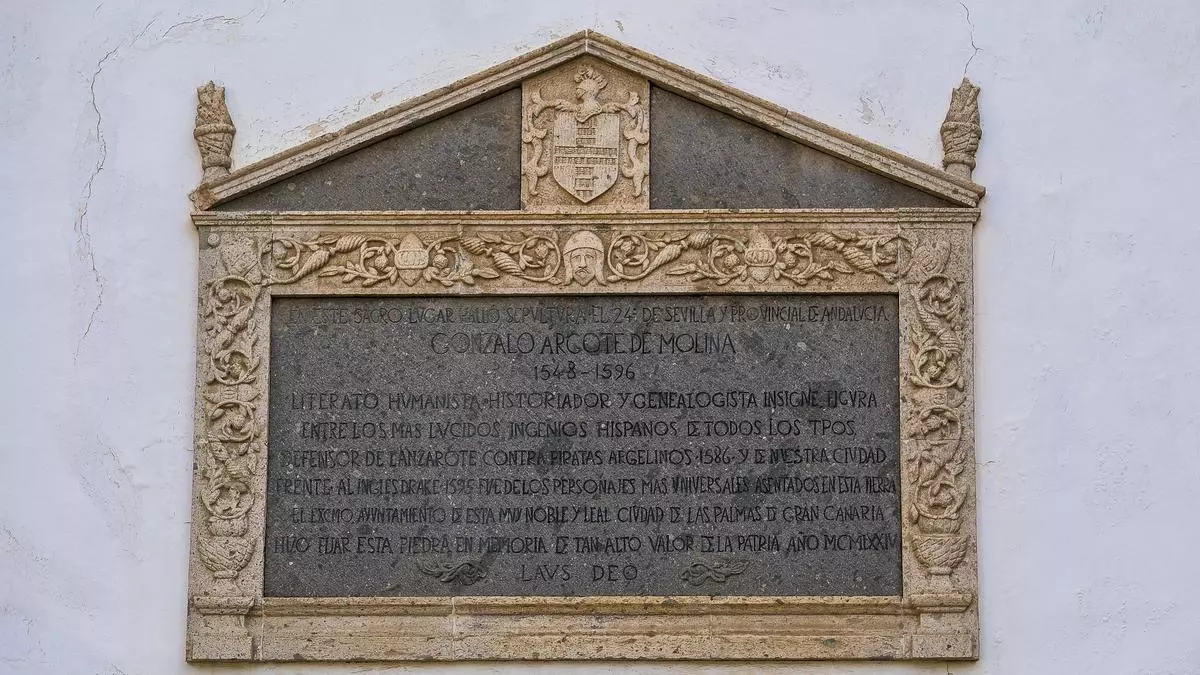 EN ESTE SACRO LUGAR HALLÓ SEPVLTVRA EL 24º DE SEVILLA Y PROVINCIAL DE ANDALUCIA.
GONZALO ARGOTE DE MOLINA
1548-1596
LITERATO HVMANISTA-HISTORIADOR Y GENEALOGISTA INSIGNE, FIGVRA
ENTRE LOS MAS LVCIDOS INGENIOS HISPANOS DE TODOS LOS TPOS
DEFENSOR DE LANZAROTE CONTRA PIRATAS ARGELINOS 1586-Y DE NVESTRA CIVDAD
FRENTE-AL INGLES DRAKE-1595 FVE DE LOS PERSONAJES MAS VNIVERSALES ASENTADOS EN ESTA TIERRA
EL EXCMO AYVNTAMIENTO DE ESTA MVY NOBLE Y LEAL CIVDAD DE LAS PALMAS DE GRAN CANARIA
HIZO FIJAR ESTA PIEDRA EN MEMORIA DE TAN ALTO VALOR DE LA PATRIA AÑO MCMLXXIV
LAVS DEO